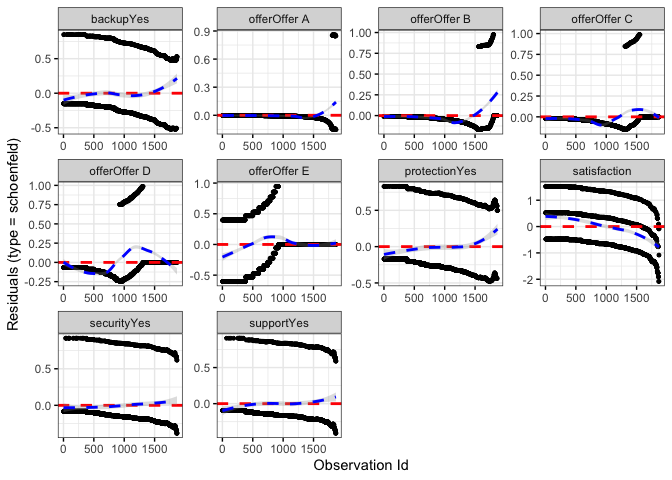 backupYes
offerOffer A
offerOffer B
offerOffer C
0.5
0.0
-0.5
0.9
0.6
0.3
0.0
1.00
0.75
0.50
0.25
0.00
1.00
0.75
0.50
0.25
0.00
0 500 1000 1500
0 500 1000 1500
0 500 1000 1500
0 500 1000 1500
offerOffer D
offerOffer E
protectionYes
satisfaction
1.00
0.75
0.50
0.25
0.00
-0.25
1.0
0.5
0.0
-0.5
0.5
0.0
-0.5
1
0
-1
-2
0 500 1000 1500
0 500 1000 1500
0 500 1000 1500
0 500 1000 1500
securityYes
supportYes
0.5
0.0
0.5
0.0
0 500 1000 1500
0 500 1000 1500
Residuals (type = schoenfeld)
Observation Id